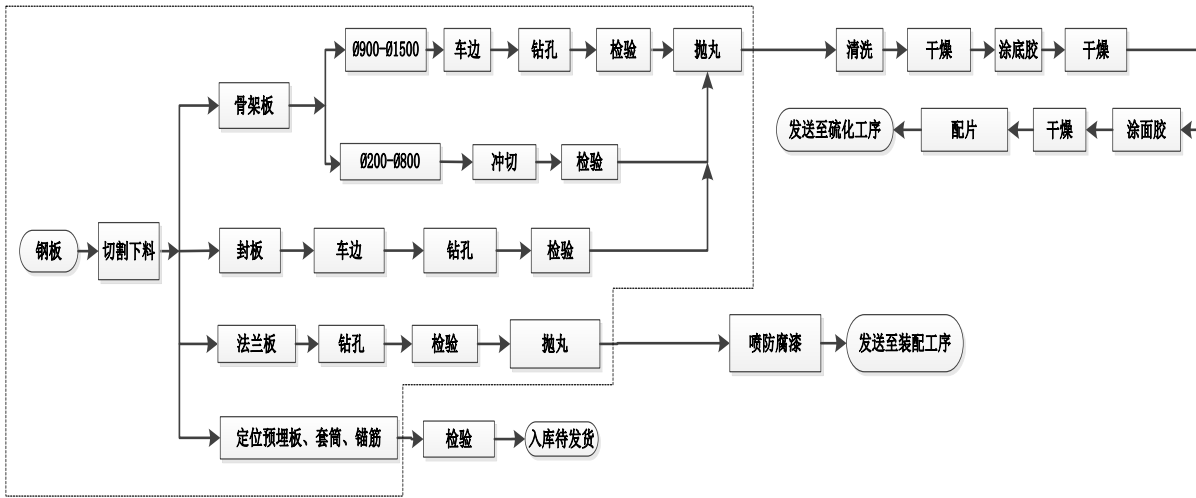 Ø900-Ø1500 车边 钻孔 检验 抛丸 清洗 干燥 涂底胶 干燥
骨架板
发送至硫化工序 配片 干燥 涂面胶
Ø200-Ø800 冲切 检验
钢板 切割下料 封板 车边 钻孔 检验
法兰板 钻孔 检验 抛丸 喷防腐漆 发送至装配工序
定位预埋板、套筒、锚筋 检验 入库待发货